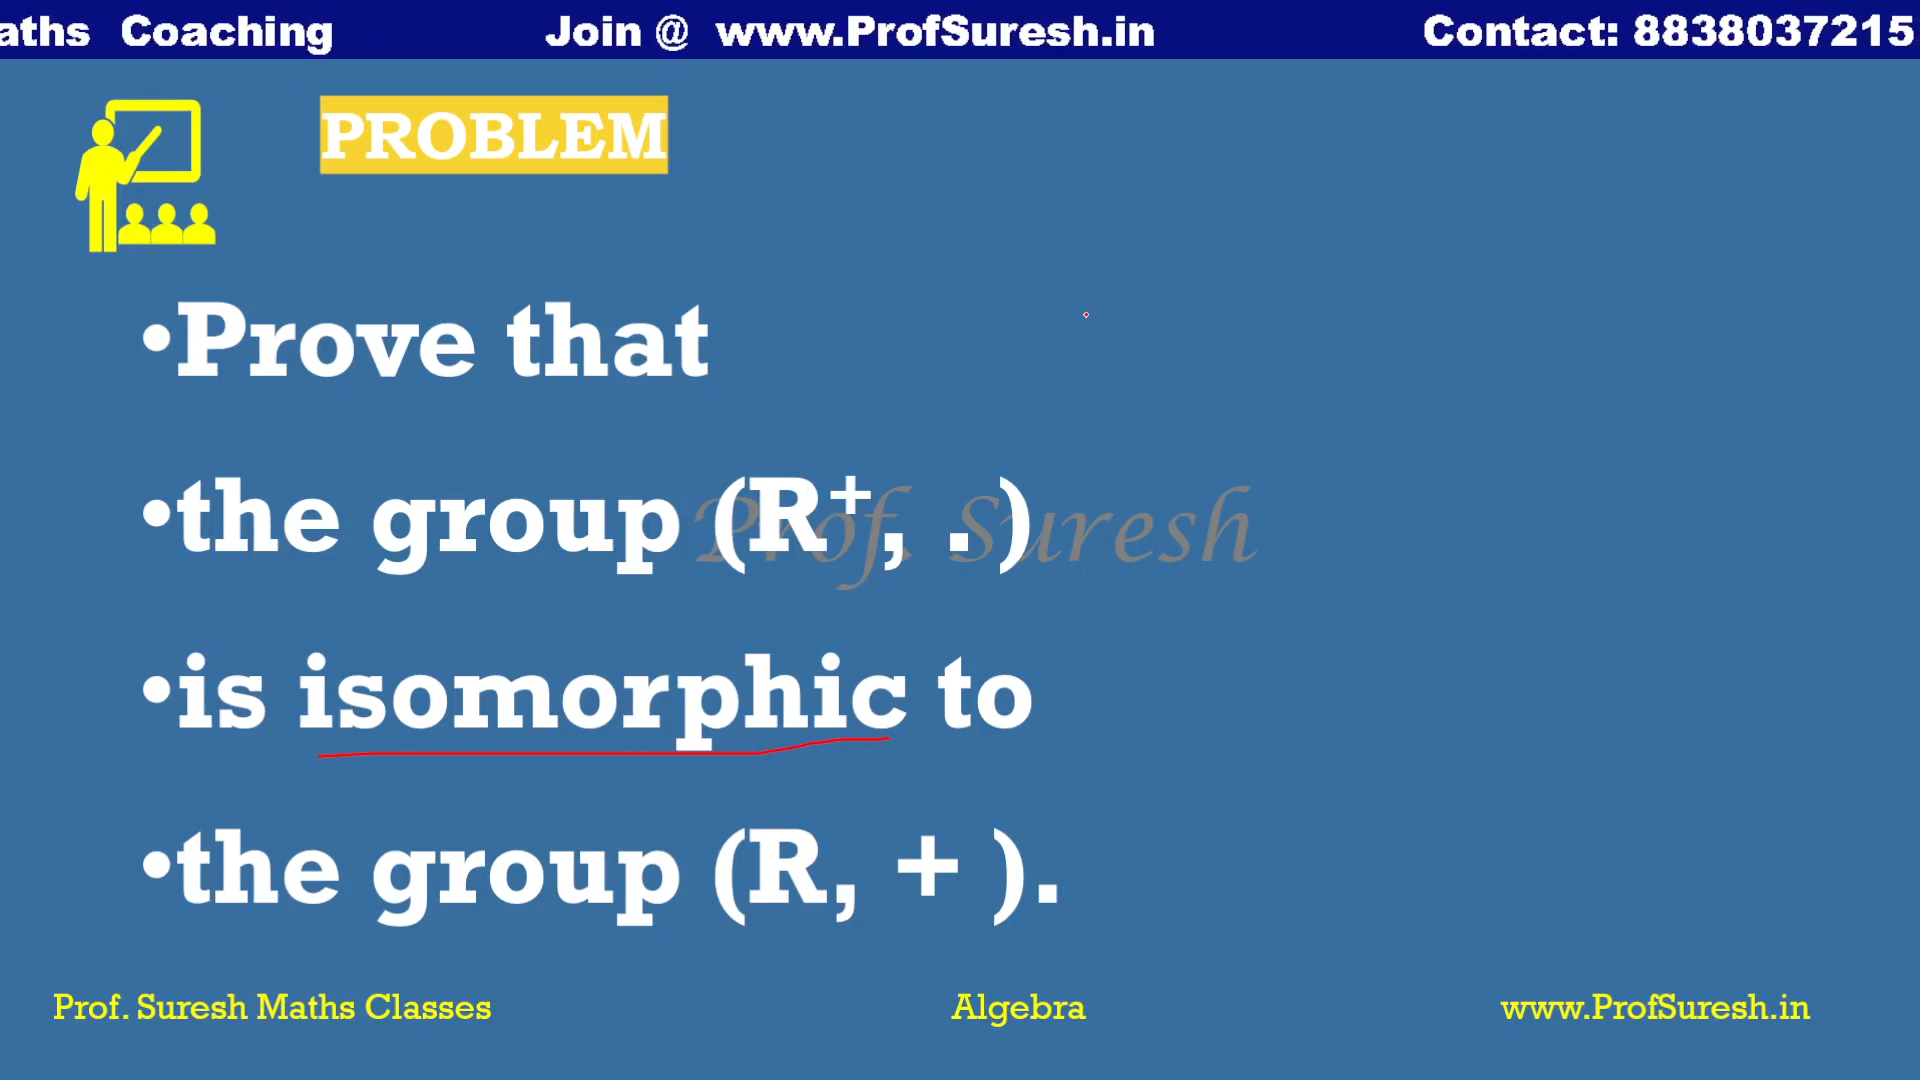 aths Coaching Join @ www.ProfSuresh.in Contact: 8838037215
PROBLEM
•Prove that
•the group (R⁺, . )
Prof. Suresh
•is isomorphic to
•the group (R, + ).
Prof. Suresh Maths Classes Algebra www.ProfSuresh.in